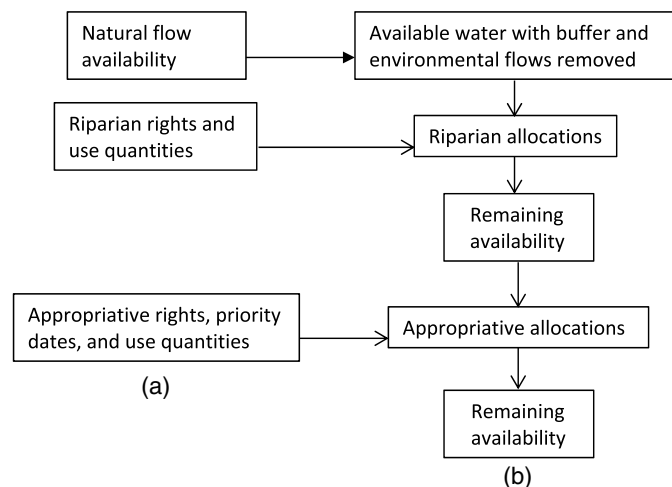 Natural flow
availability
Available water with buffer and
environmental flows removed
Riparian rights and
use quantities
Riparian allocations
Remaining
availability
Appropriative rights, priority
dates, and use quantities
Appropriative allocations
(a)
Remaining
availability
(b)